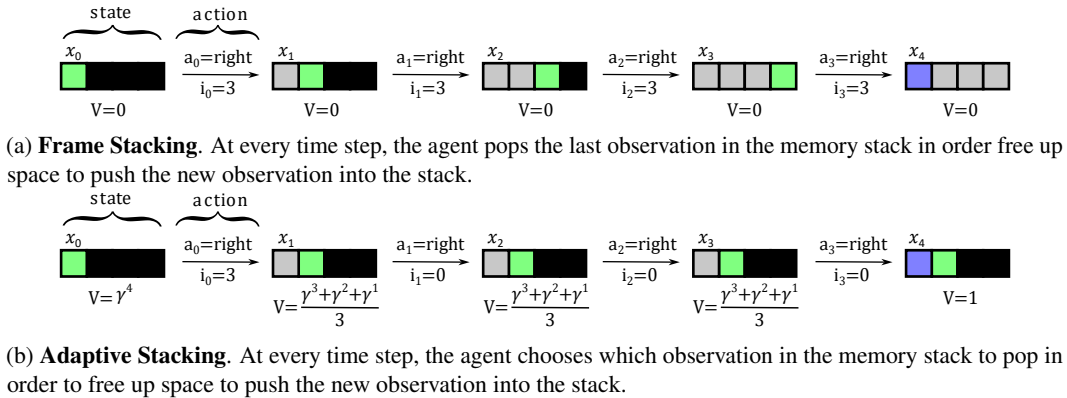 state action
x₀ a₀=right x₁ a₁=right x₂ a₂=right x₃ a₃=right x₄
i₀=3 i₁=3 i₂=3 i₃=3
V=0 V=0 V=0 V=0 V=0
(a) Frame Stacking. At every time step, the agent pops the last observation in the memory stack in order free up
space to push the new observation into the stack.
state action
x₀ a₀=right x₁ a₁=right x₂ a₂=right x₃ a₃=right x₄
i₀=3 i₁=0 i₂=0 i₃=0
V=γ⁴ V=(γ³+γ²+γ¹)/3 V=(γ³+γ²+γ¹)/3 V=(γ³+γ²+γ¹)/3 V=1
(b) Adaptive Stacking. At every time step, the agent chooses which observation in the memory stack to pop in
order to free up space to push the new observation into the stack.